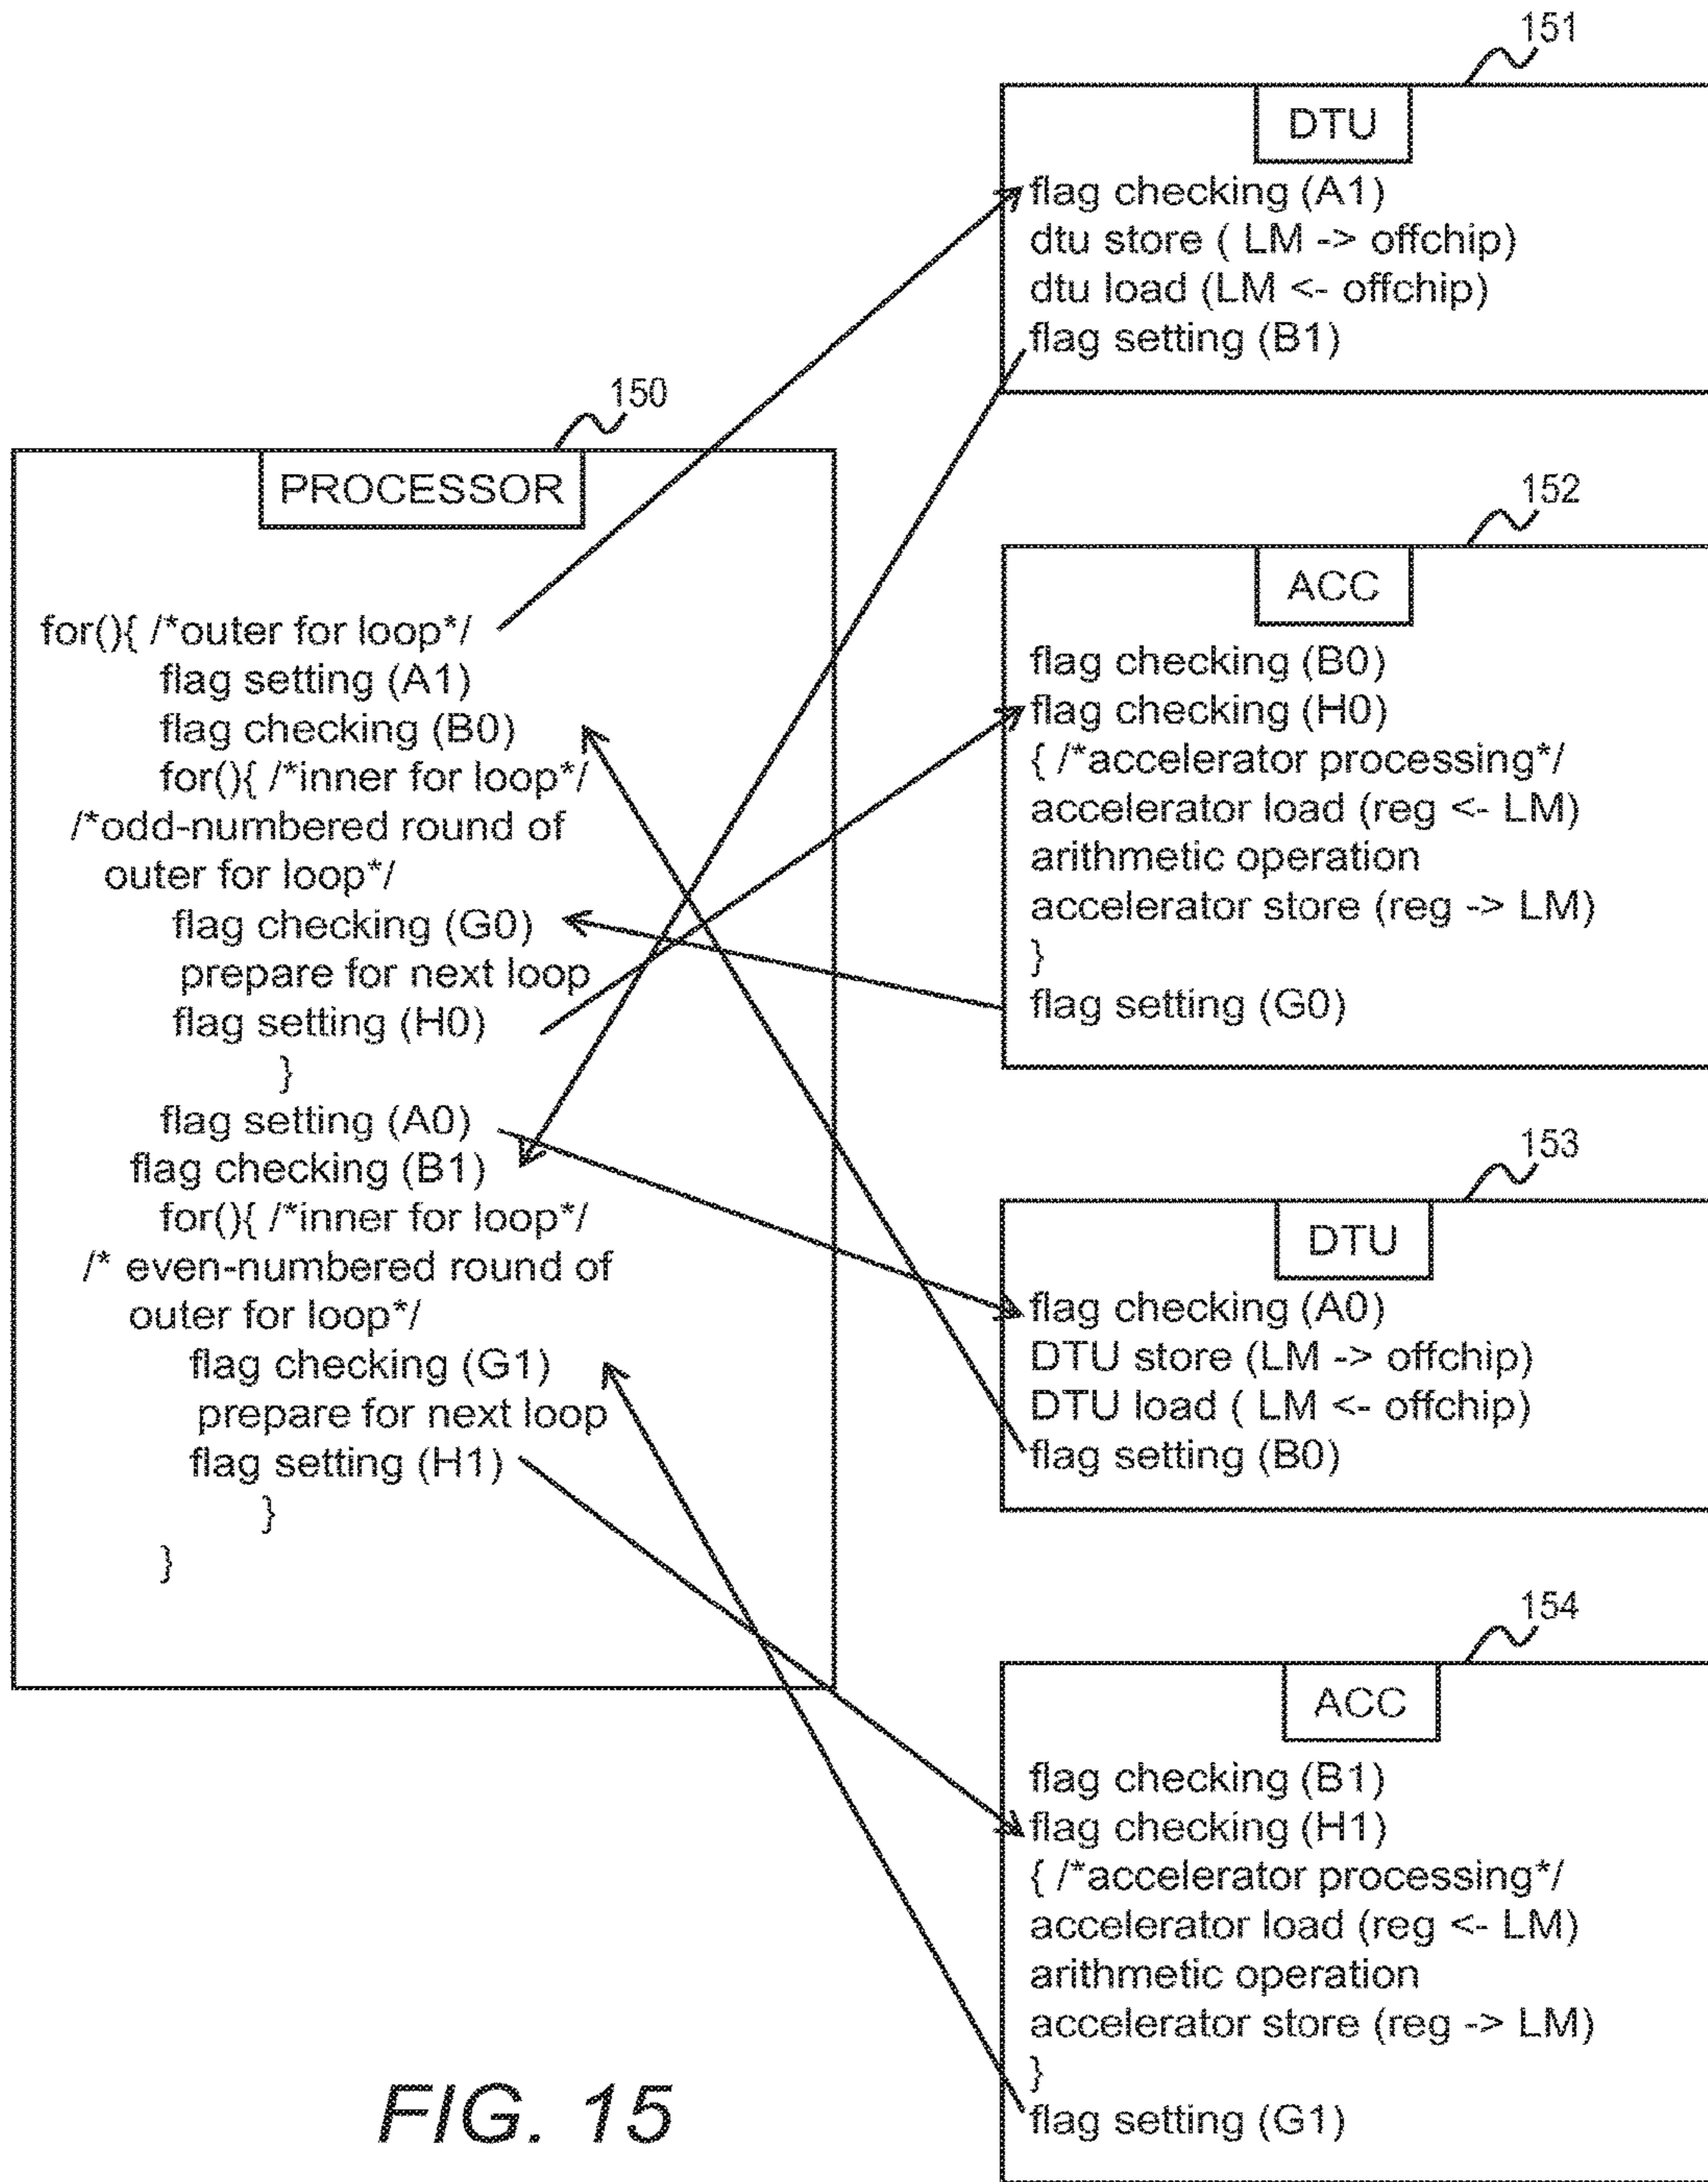 150
PROCESSOR
for(){ /*outer for loop*/
flag setting (A1)
flag checking (B0)
for(){ /*inner for loop*/
/*odd-numbered round of
outer for loop*/
flag checking (G0)
prepare for next loop
flag setting (H0)
}
flag setting (A0)
flag checking (B1)
for(){ /*inner for loop*/
/* even-numbered round of
outer for loop*/
flag checking (G1)
prepare for next loop
flag setting (H1)
}
}
151
DTU
flag checking (A1)
dtu store ( LM -> offchip)
dtu load (LM <- offchip)
flag setting (B1)
152
ACC
flag checking (B0)
flag checking (H0)
{ /*accelerator processing*/
accelerator load (reg <- LM)
arithmetic operation
accelerator store (reg -> LM)
}
flag setting (G0)
153
DTU
flag checking (A0)
DTU store (LM -> offchip)
DTU load ( LM <- offchip)
flag setting (B0)
154
ACC
flag checking (B1)
flag checking (H1)
{ /*accelerator processing*/
accelerator load (reg <- LM)
arithmetic operation
accelerator store (reg -> LM)
}
flag setting (G1)
FIG. 15